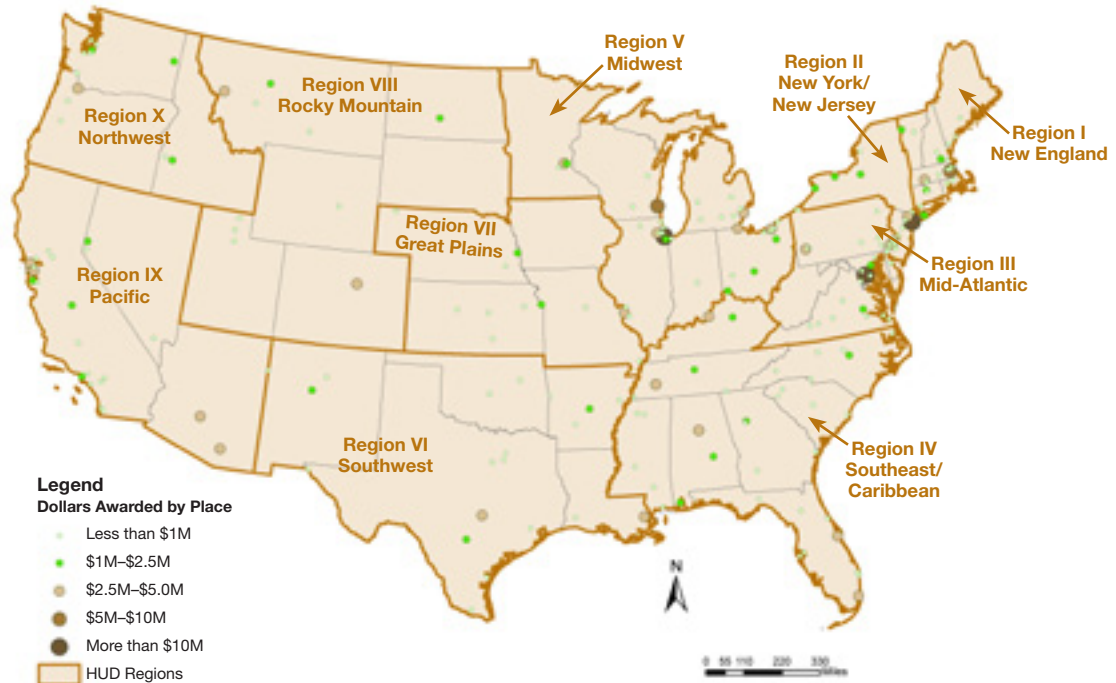 Region V
Midwest
Region II
New York/
New Jersey
Region VIII
Rocky Mountain
Region X
Northwest
Region I
New England
Region VII
Great Plains
Region IX
Pacific
Region III
Mid-Atlantic
Region VI
Southwest
Region IV
Southeast/
Caribbean
Legend
Dollars Awarded by Place
Less than $1M
$1M–$2.5M
$2.5M–$5.0M
$5M–$10M
More than $10M
HUD Regions
N
0 55 110 220 330